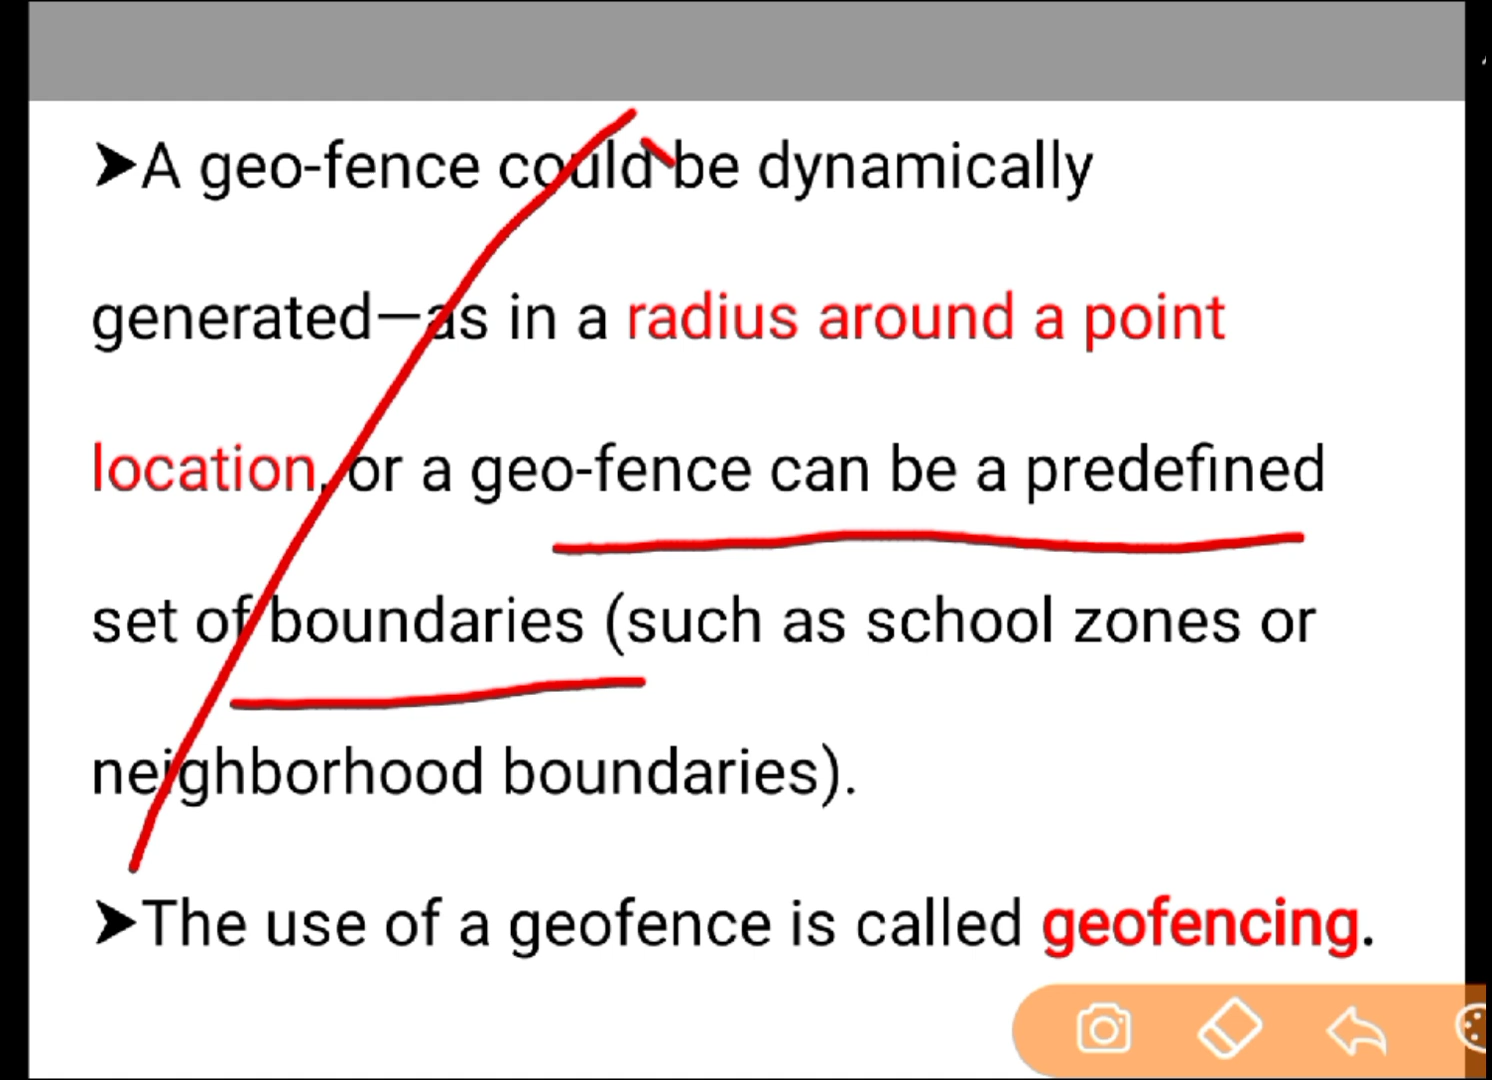 ➤A geo-fence could be dynamically
generated—as in a radius around a point
location, or a geo-fence can be a predefined
set of boundaries (such as school zones or
neighborhood boundaries).
➤The use of a geofence is called geofencing.